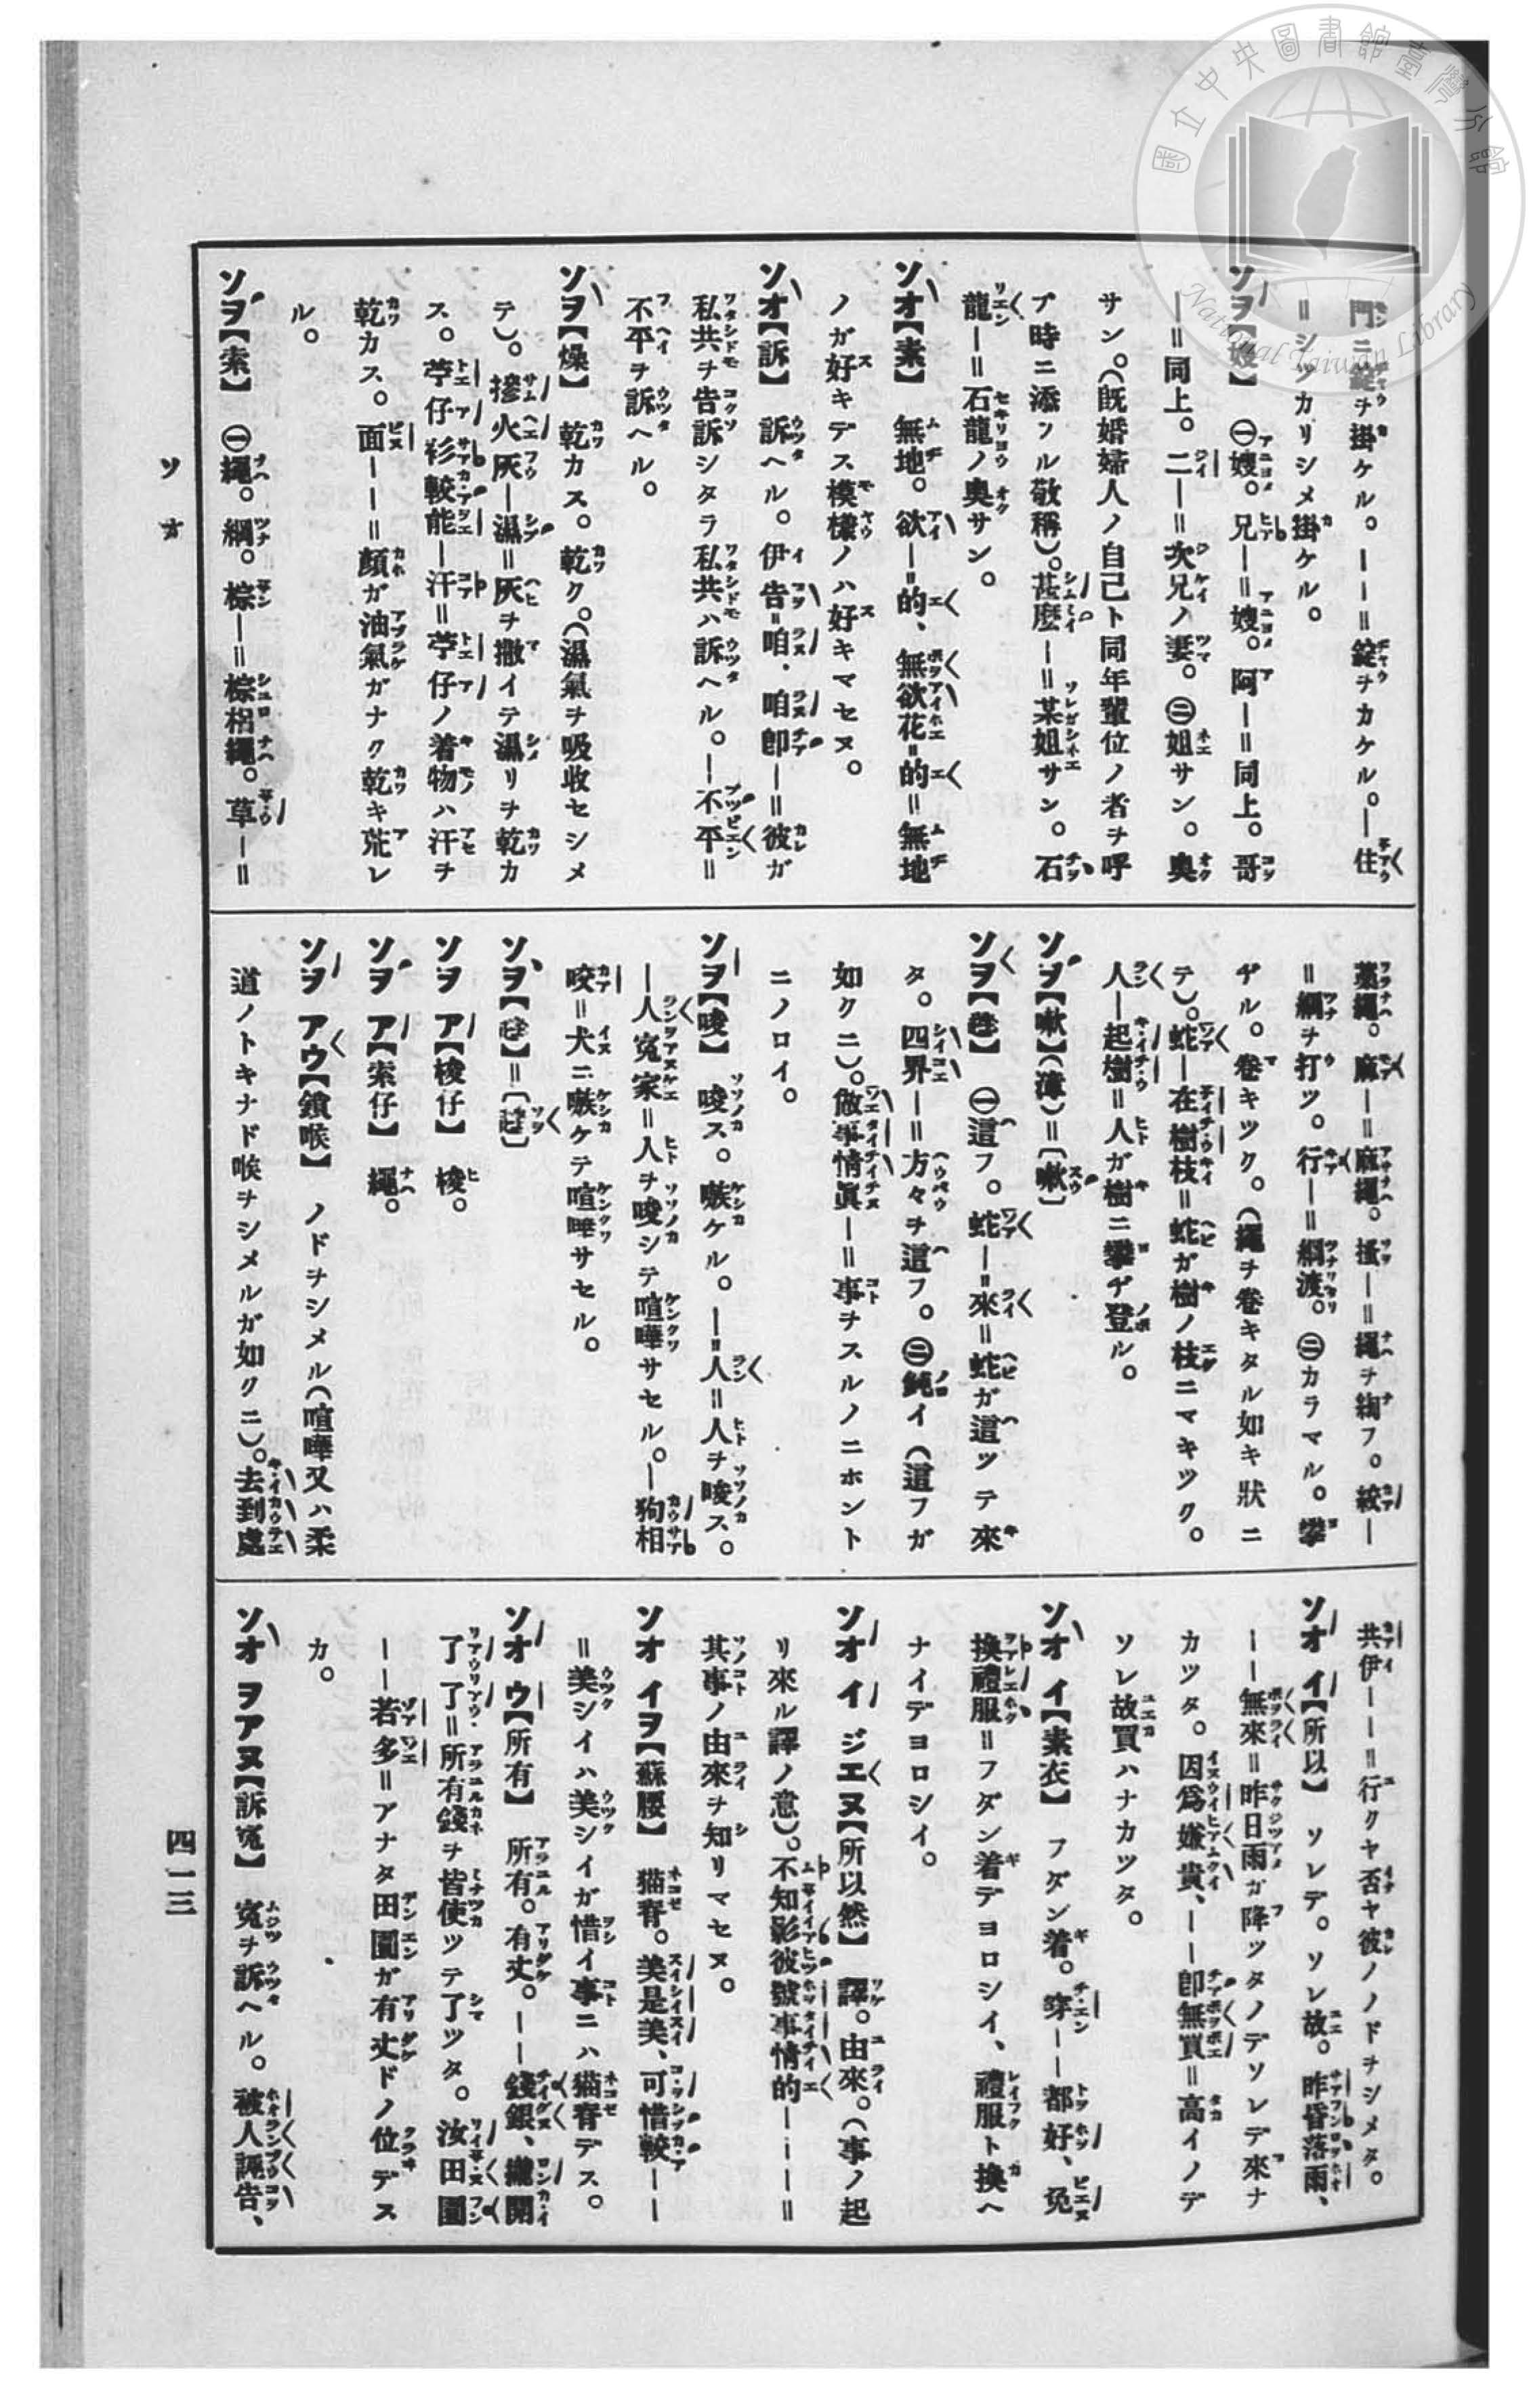 國立中央圖書館臺灣分館
National Taiwan Library
門ニ錠ヲ掛ケル。——=錠ヲカケル。—住
=シツカリシメ掛ケル。
ソヲ【嫂】 ㊀嫂。兄—=嫂。阿—=同上。哥
—=同上。二—=次兄ノ妻。㊁姐サン。奧
サン。(既婚婦人ノ自己ト同年輩位ノ者ヲ呼
ブ時ニ添ツル敬稱)。甚麼—=某姐サン。石
龍—=石龍ノ奧サン。
ソオ【素】 無地。欲—=的、無欲花=的=無地
ノガ好キデス模樣ノハ好キマセヌ。
ソオ【訴】 訴ヘル。伊告=咱.咱卽—=彼ガ
私共ヲ告訴シタラ私共ハ訴ヘル。—不平=
不平ヲ訴ヘル。
ソヲ【燥】 乾カス。乾ク。(濕氣ヲ吸收セシメ
テ)。摻火灰—濕=灰ヲ撒イテ濕リヲ乾カ
ス。苧仔衫較能—汗=苧仔ノ着物ハ汗ヲ
乾カス。面——=顏ガ油氣ガナク乾キ荒レ
ル。
ソヲ【索】 ㊀繩。綱。棕—=棕梠繩。草—=
藁繩。麻—=麻繩。搔—=繩ヲ綯フ。絞—
=綱ヲ打ツ。行—=綱渡。㊁カラマル。攀
ヂル。卷キツク。(繩ヲ卷キタル如キ狀ニ
テ)。蛇—在樹枝=蛇ガ樹ノ枝ニマキツク。
人—起樹=人ガ樹ニ攀ヂ登ル。
ソヲ【嗽】(漳)=〔嗽〕
ソヲ ㊀這フ。蛇—=來=蛇ガ這ツテ來
タ。四界—=方々ヲ這フ。㊁鈍イ(這フガ
如クニ)。做事情眞—=事ヲスルノニホント
ニノロイ。
ソヲ【唆】 唆ス。嗾ケル。—=人=人ヲ唆ス。
—人寃家=人ヲ唆シテ喧嘩サセル。—狗相
咬=犬ニ嗾ケテ喧嘩サセル。
ソヲ
ソヲ ア【梭仔】 梭。
ソヲ ア【索仔】 繩。
ソヲ アウ【鎖喉】 ノドヲシメル(喧嘩又ハ柔
道ノトキナド喉ヲシメルガ如クニ)。去到處
共伊——=行クヤ否ヤ彼ノノドヲシメタ。
ソオ イ【所以】 ソレデ。ソレ故。昨昏落雨、
——無來=昨日雨ガ降ツタノデソレデ來ナ
カツタ。因爲嫌貴、——卽無買=高イノデ
ソレ故買ハナカツタ。
ソオ イ【素衣】 フダン着。穿——都好、免
換禮服=フダン着デヨロシイ、禮服ト換ヘ
ナイデヨロシイ。
ソオ イ ジエヌ【所以然】 譯。由來。(事ノ起
リ來ル譯ノ意)。不知影彼號事情的———=
其事ノ由來ヲ知リマセヌ。
ソオ イヲ【蘇腰】 猫脊。美是美、可惜較——
=美シイハ美シイガ惜イ事ニハ猫脊デス。
ソオ ウ【所有】 所有。有丈。——錢銀、攏開
了了=所有錢ヲ皆使ツテ了ツタ。汝田園
——若多=アナタ田園ガ有丈ドノ位デス
カ。
ソオ ヲアヌ【訴寃】 寃ヲ訴ヘル。被人誣告、
ソオ
四一三